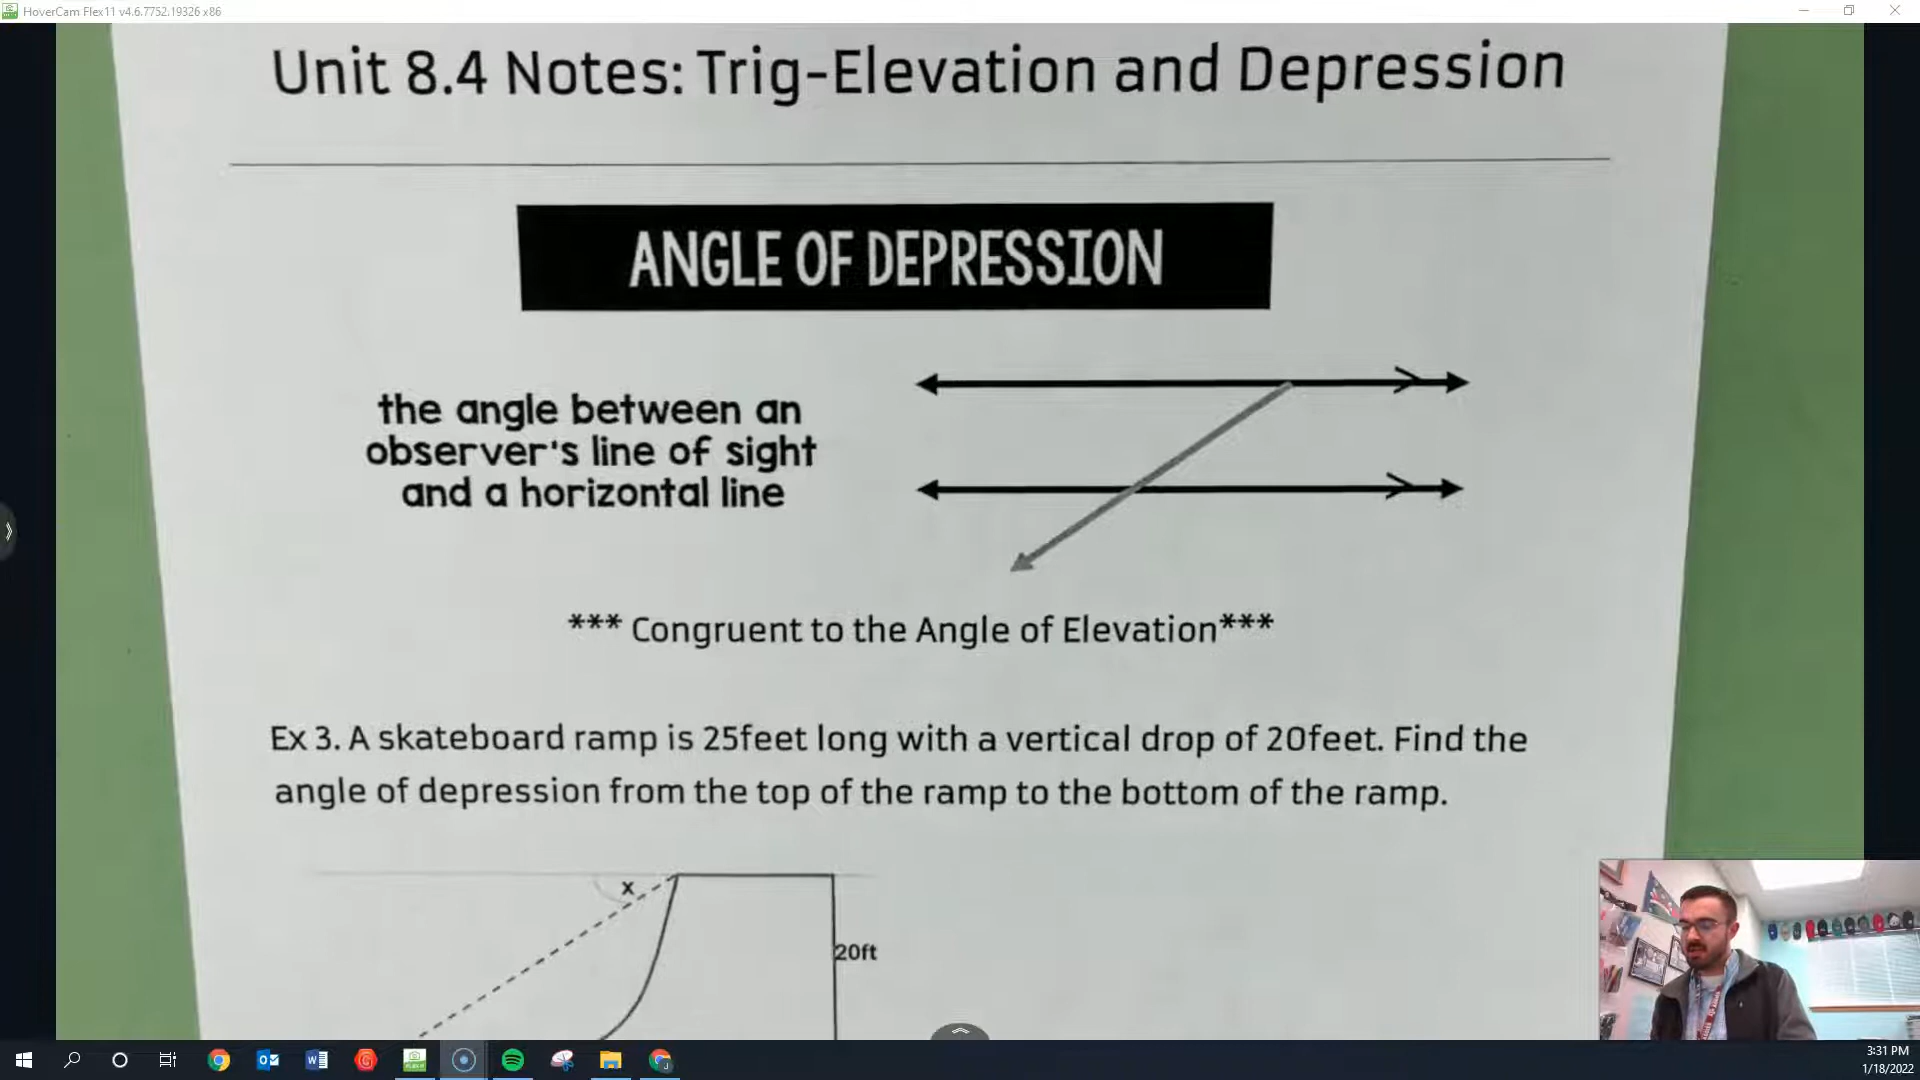 HoverCam Flex11 v4.6.7752.19326 x86
Unit 8.4 Notes: Trig-Elevation and Depression
ANGLE OF DEPRESSION
the angle between an
observer's line of sight
and a horizontal line
*** Congruent to the Angle of Elevation***
Ex 3. A skateboard ramp is 25feet long with a vertical drop of 20feet. Find the
angle of depression from the top of the ramp to the bottom of the ramp.
x
20ft
3:31 PM
1/18/2022